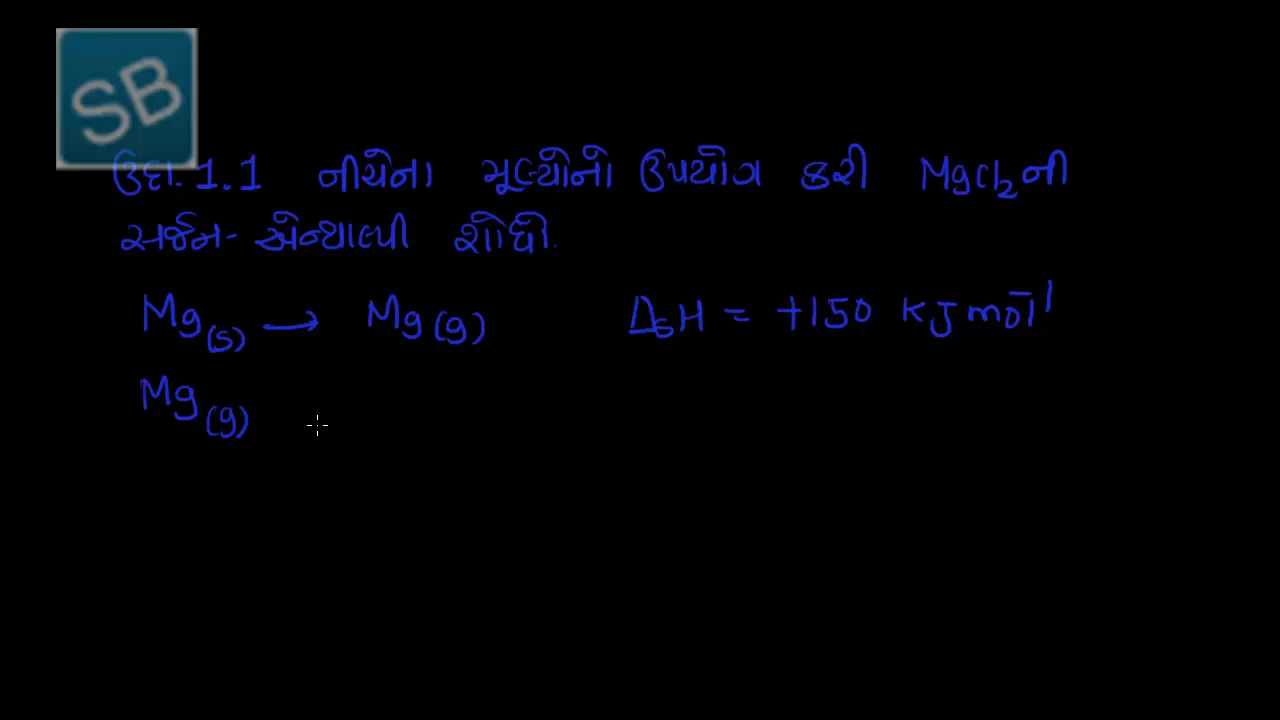 SB
ઉદા. 1.1 નીચેના મૂલ્યોનો ઉપયોગ કરી MgCl₂ની
સર્જન- એન્થાલ્પી શોધો.
Mg(s) → Mg(g) ΔsH = +150 KJ mol⁻¹
Mg(g)